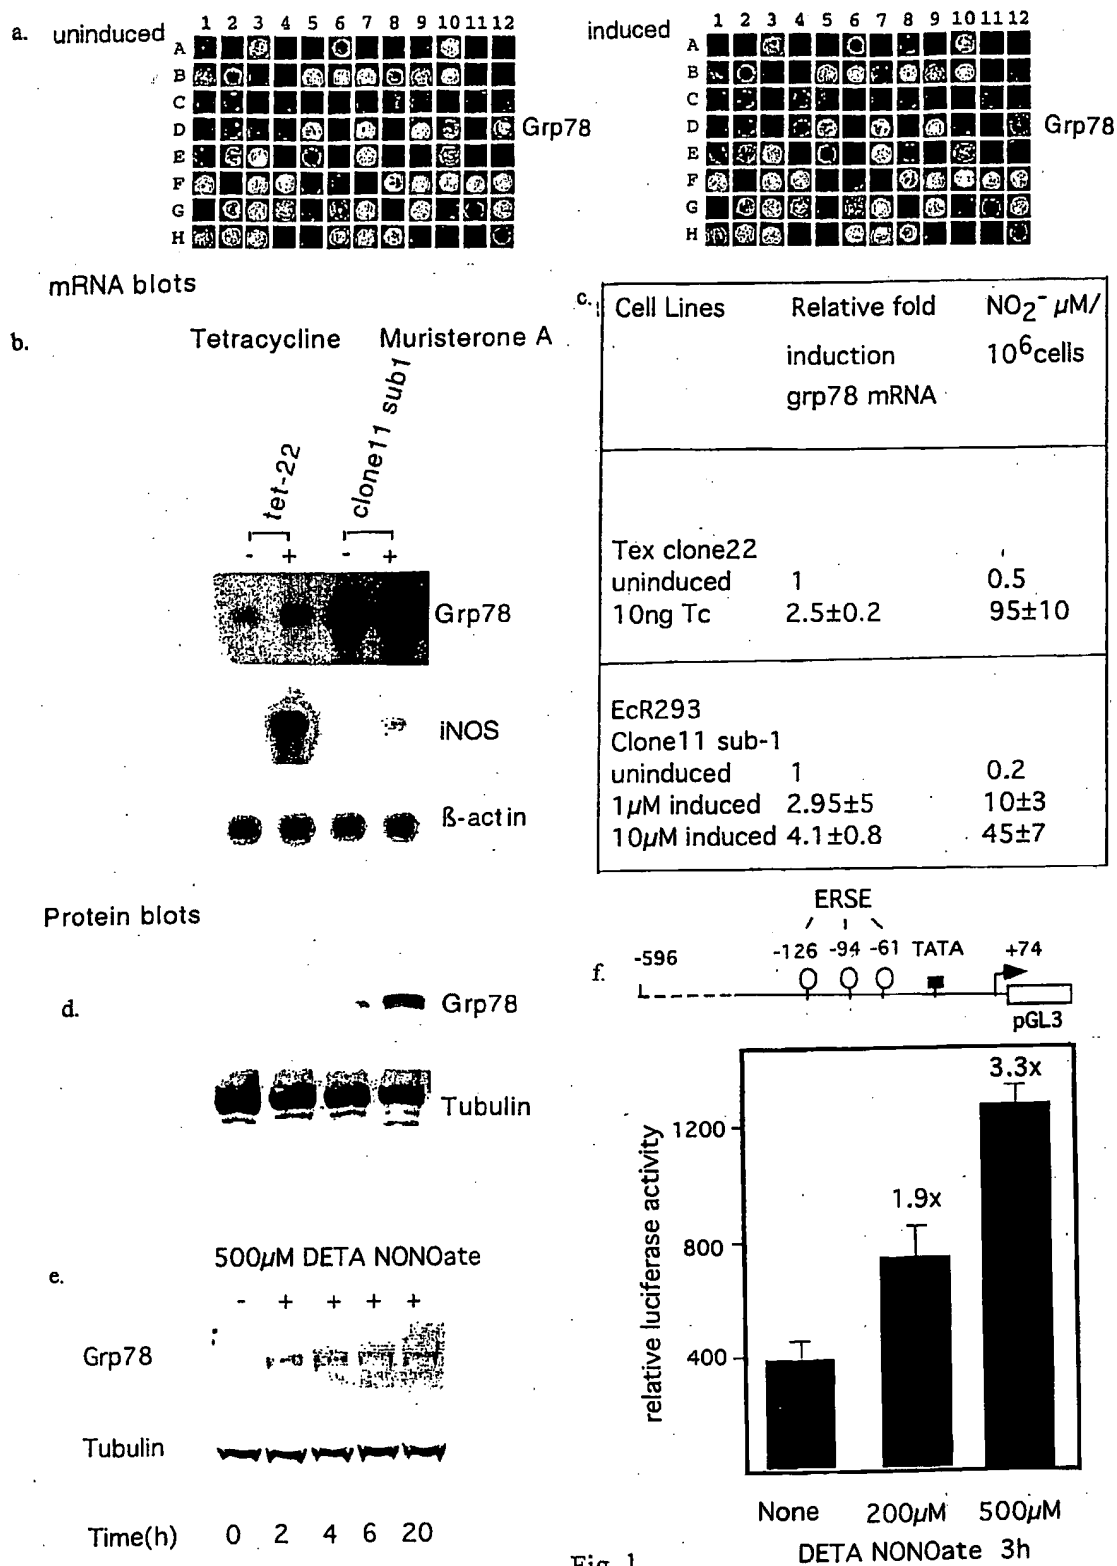 a. uninduced
1 2 3 4 5 6 7 8 9 10 11 12
A
B
C
D
E
F
G
H
Grp78
induced
1 2 3 4 5 6 7 8 9 10 11 12
A
B
C
D
E
F
G
H
Grp78
mRNA blots
b.
Tetracycline Muristerone A
tet-22
clone11 sub1
- + - +
Grp78
iNOS
ß-actin
c.
Cell Lines Relative fold NO2- µM/
induction 10^6cells
grp78 mRNA
Tex clone22
uninduced 1 0.5
10ng Tc 2.5±0.2 95±10
EcR293
Clone11 sub-1
uninduced 1 0.2
1µM induced 2.95±5 10±3
10µM induced 4.1±0.8 45±7
Protein blots
d.
Grp78
Tubulin
e.
500µM DETA NONOate
- + + + +
Grp78
Tubulin
Time(h) 0 2 4 6 20
f.
ERSE
-596 -126 -94 -61 TATA +74
pGL3
relative luciferase activity
1200
800
400
1.9x
3.3x
None 200µM 500µM
DETA NONOate 3h
Fig. 1